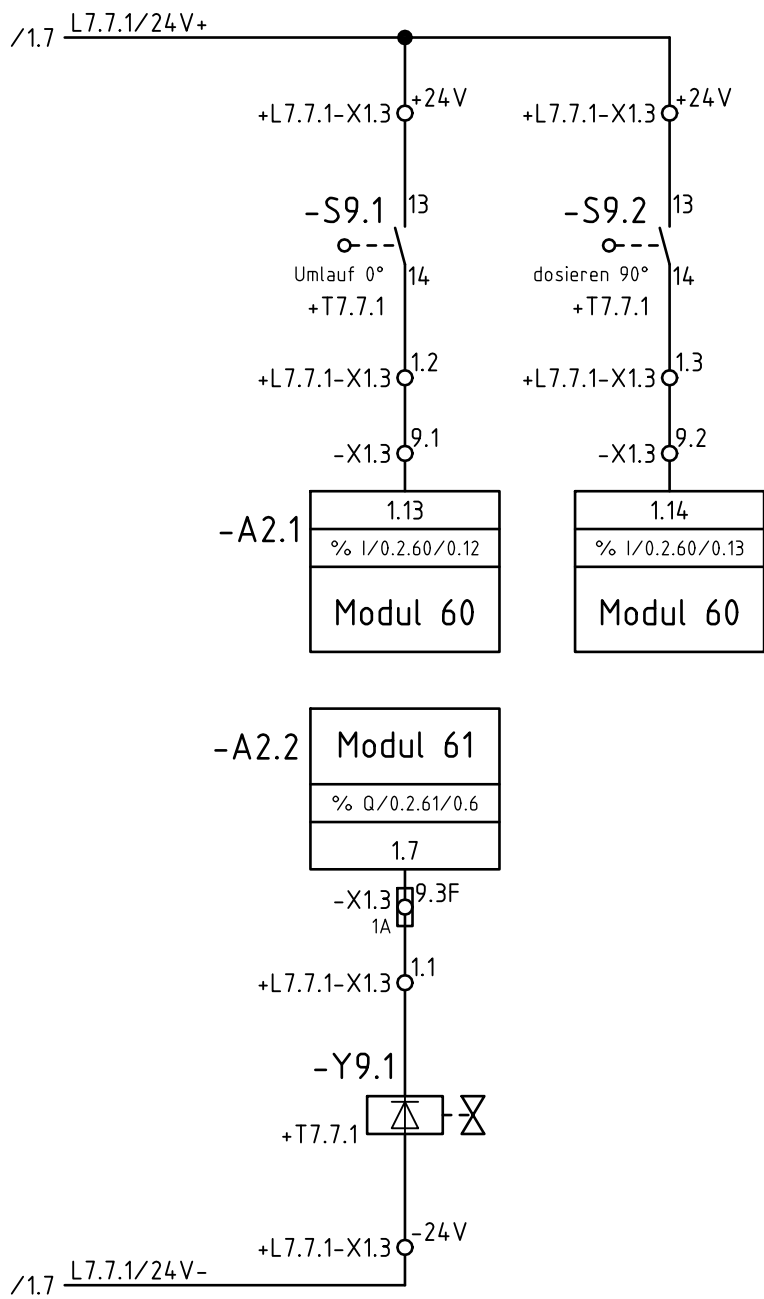 /1.7 L7.7.1/24V+
+L7.7.1-X1.3 +24V +L7.7.1-X1.3 +24V
-S9.1 13 -S9.2 13
Umlauf 0° 14 dosieren 90° 14
+T7.7.1 +T7.7.1
+L7.7.1-X1.3 1.2 +L7.7.1-X1.3 1.3
-X1.3 9.1 -X1.3 9.2
-A2.1 1.13 1.14
% I/0.2.60/0.12 % I/0.2.60/0.13
Modul 60 Modul 60
-A2.2 Modul 61
% Q/0.2.61/0.6
1.7
-X1.3 9.3F
1A
+L7.7.1-X1.3 1.1
-Y9.1
+T7.7.1
+L7.7.1-X1.3 -24V
/1.7 L7.7.1/24V-